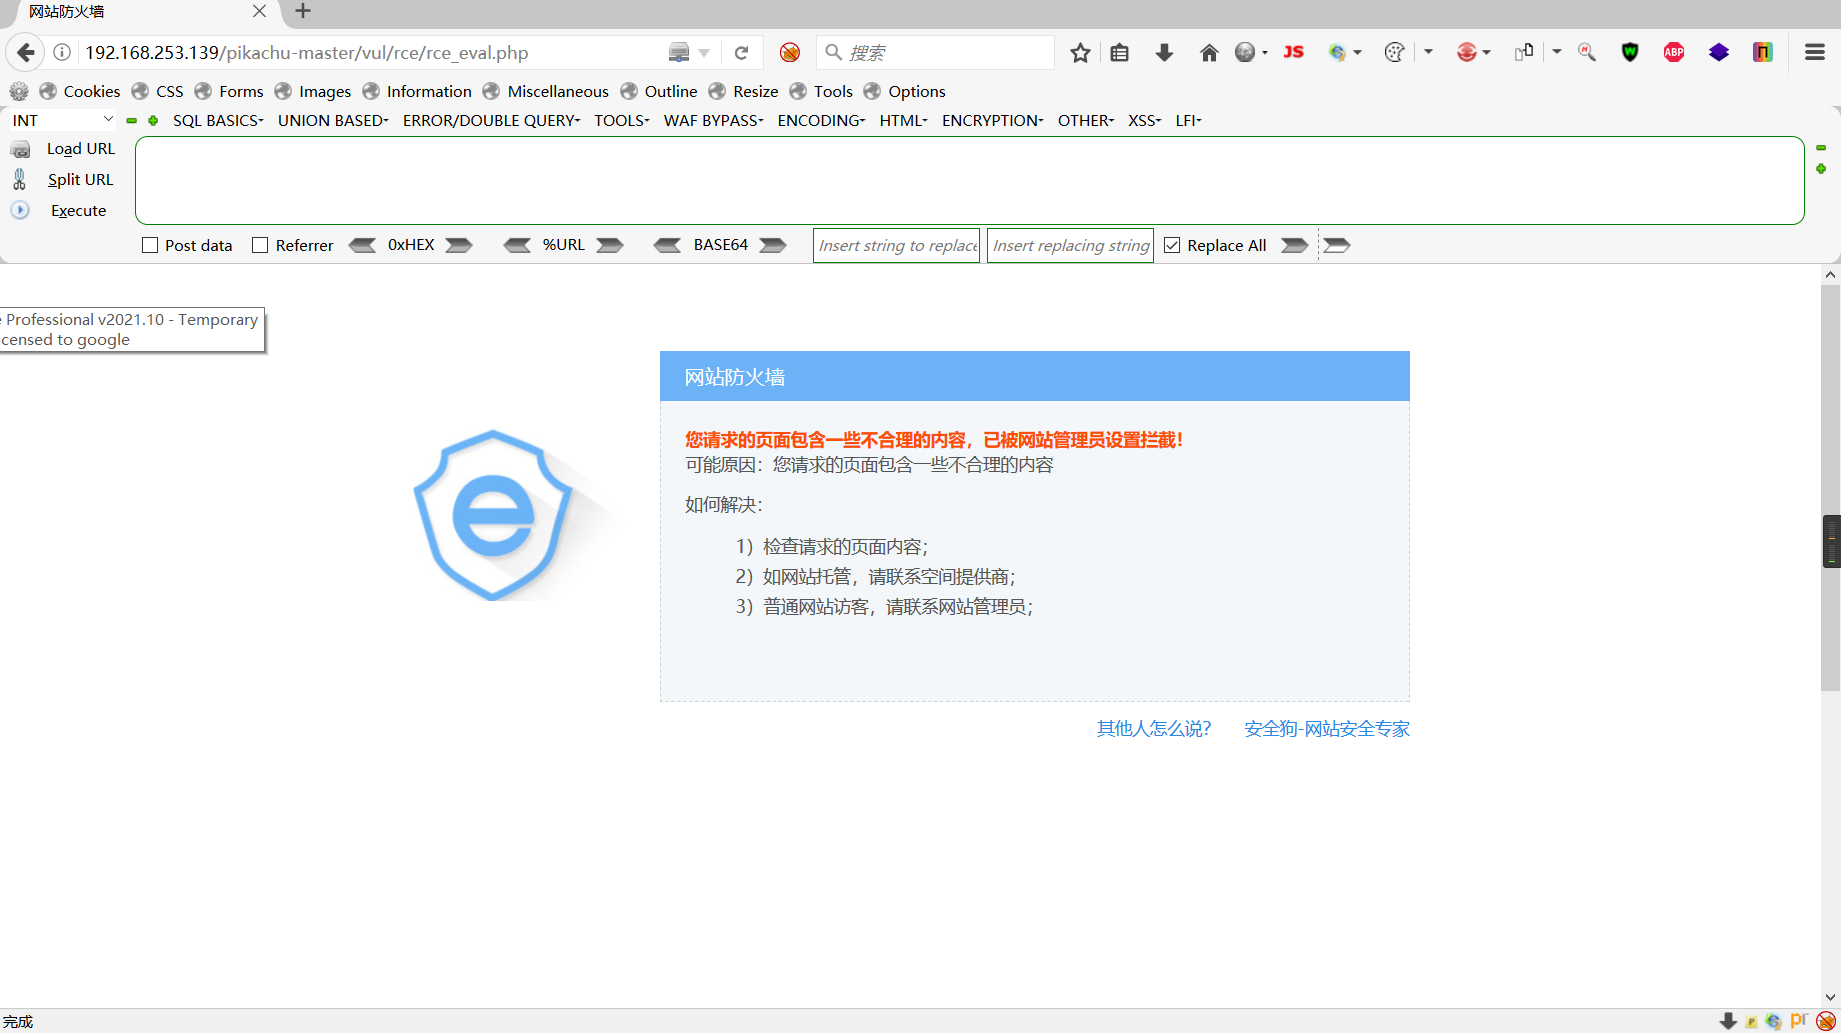 网站防火墙
192.168.253.139/pikachu-master/vul/rce/rce_eval.php
搜索
JS
ABP
Cookies CSS Forms Images Information Miscellaneous Outline Resize Tools Options
INT SQL BASICS UNION BASED ERROR/DOUBLE QUERY TOOLS WAF BYPASS ENCODING HTML ENCRYPTION OTHER XSS LFI
Load URL
Split URL
Execute
Post data Referrer 0xHEX %URL BASE64 Insert string to replace Insert replacing string Replace All
e Professional v2021.10 - Temporary
censed to google
网站防火墙
您请求的页面包含一些不合理的内容，已被网站管理员设置拦截！
可能原因：您请求的页面包含一些不合理的内容
如何解决：
1）检查请求的页面内容；
2）如网站托管，请联系空间提供商；
3）普通网站访客，请联系网站管理员；
其他人怎么说？ 安全狗-网站安全专家
完成
pr